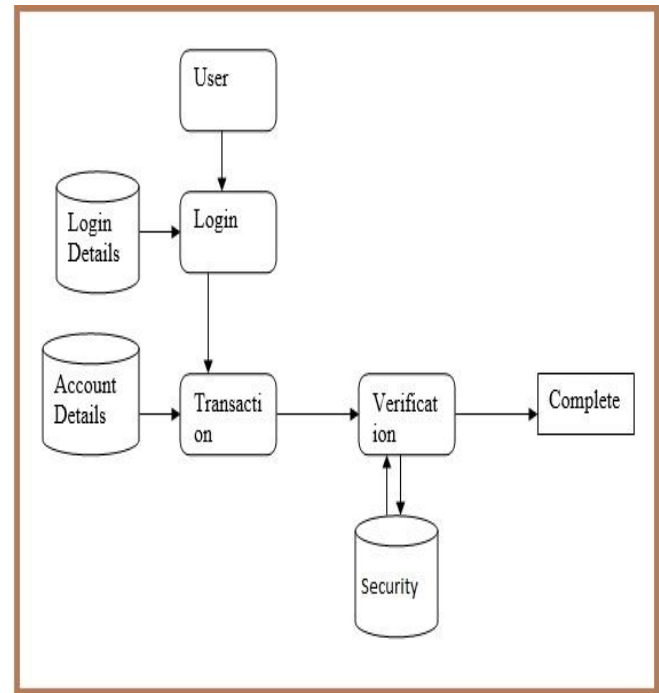 User
Login
Details
Login
Account
Details
Transacti
on
Verificat
ion
Complete
Security